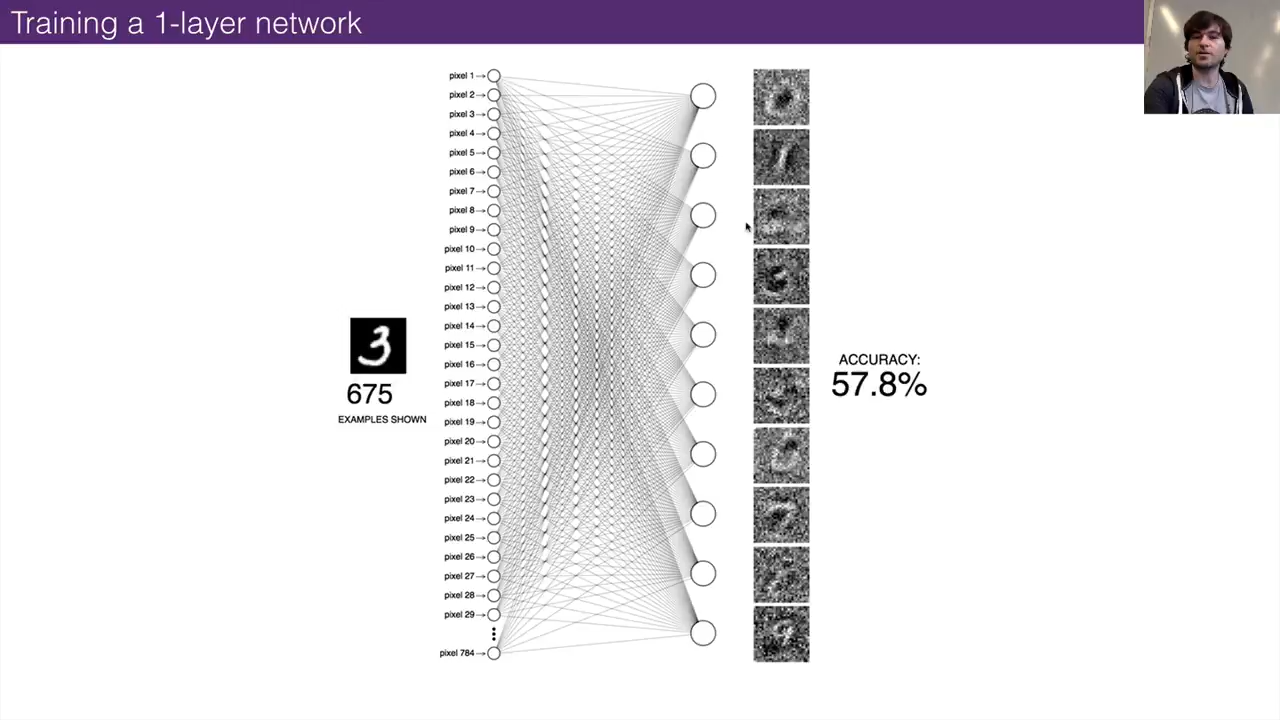 Training a 1-layer network
pixel 1
pixel 2
pixel 3
pixel 4
pixel 5
pixel 6
pixel 7
pixel 8
pixel 9
pixel 10
pixel 11
pixel 12
pixel 13
pixel 14
pixel 15
pixel 16
pixel 17
pixel 18
pixel 19
pixel 20
pixel 21
pixel 22
pixel 23
pixel 24
pixel 25
pixel 26
pixel 27
pixel 28
pixel 29
pixel 784
3
675
EXAMPLES SHOWN
ACCURACY:
57.8%